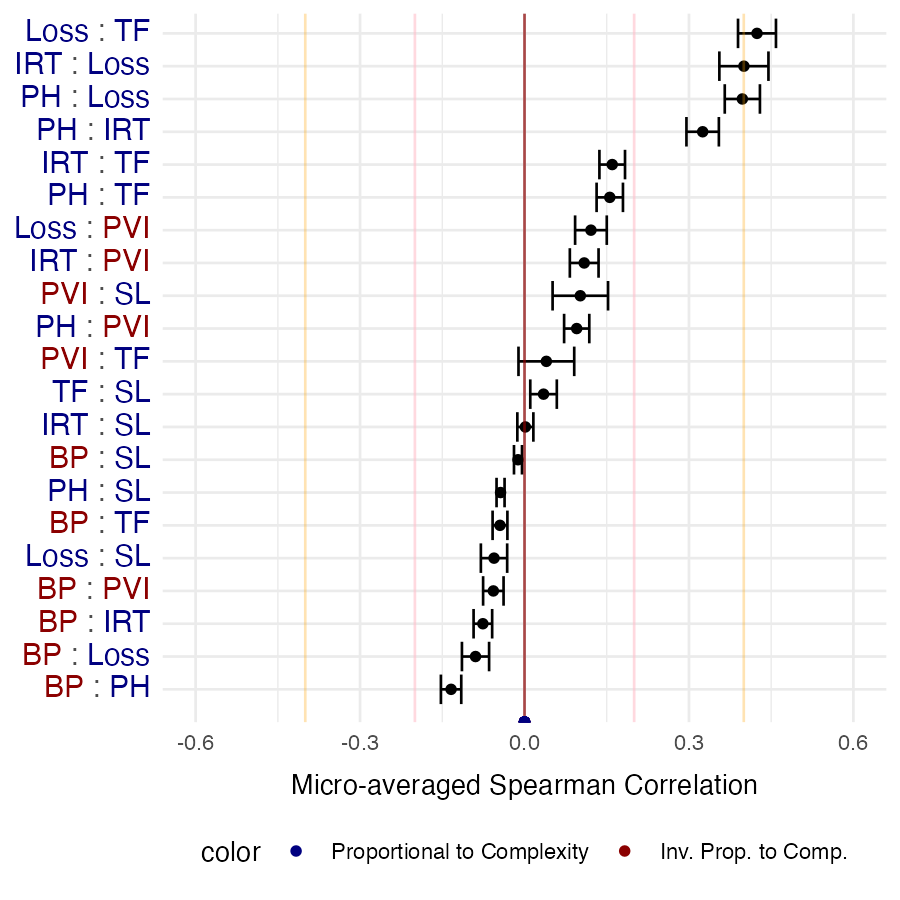 Loss : TF
IRT : Loss
PH : Loss
PH : IRT
IRT : TF
PH : TF
Loss : PVI
IRT : PVI
PVI : SL
PH : PVI
PVI : TF
TF : SL
IRT : SL
BP : SL
PH : SL
BP : TF
Loss : SL
BP : PVI
BP : IRT
BP : Loss
BP : PH
-0.6 -0.3 0.0 0.3 0.6
Micro-averaged Spearman Correlation
color Proportional to Complexity Inv. Prop. to Comp.